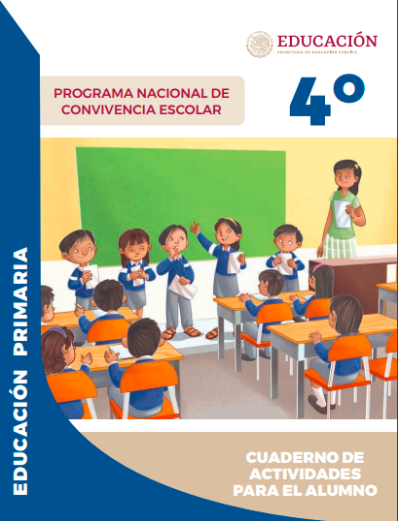 EDUCACIÓN
SECRETARÍA DE EDUCACIÓN PÚBLICA
PROGRAMA NACIONAL DE
CONVIVENCIA ESCOLAR
4º
EDUCACIÓN PRIMARIA
CUADERNO DE
ACTIVIDADES
PARA EL ALUMNO